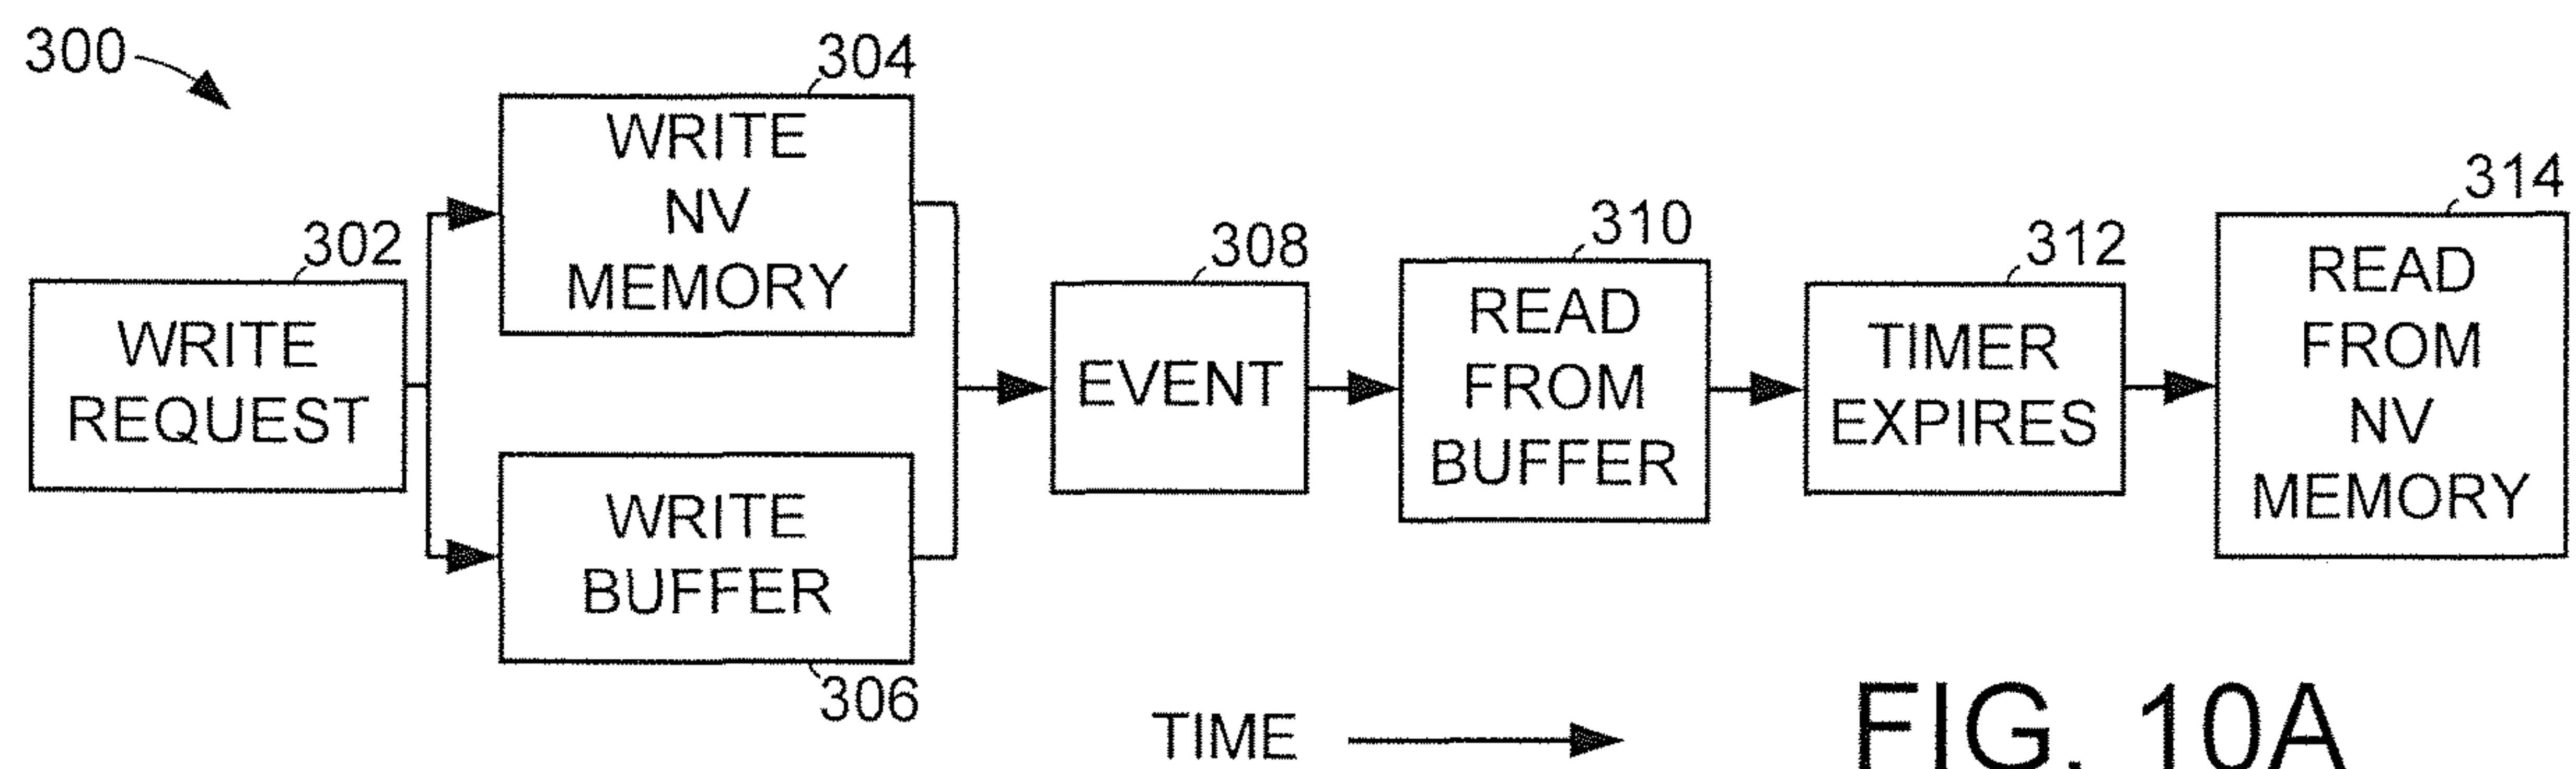 300
302
WRITE
REQUEST
304
WRITE
NV
MEMORY
WRITE
BUFFER
306
308
EVENT
310
READ
FROM
BUFFER
312
TIMER
EXPIRES
314
READ
FROM
NV
MEMORY
TIME
FIG. 10A